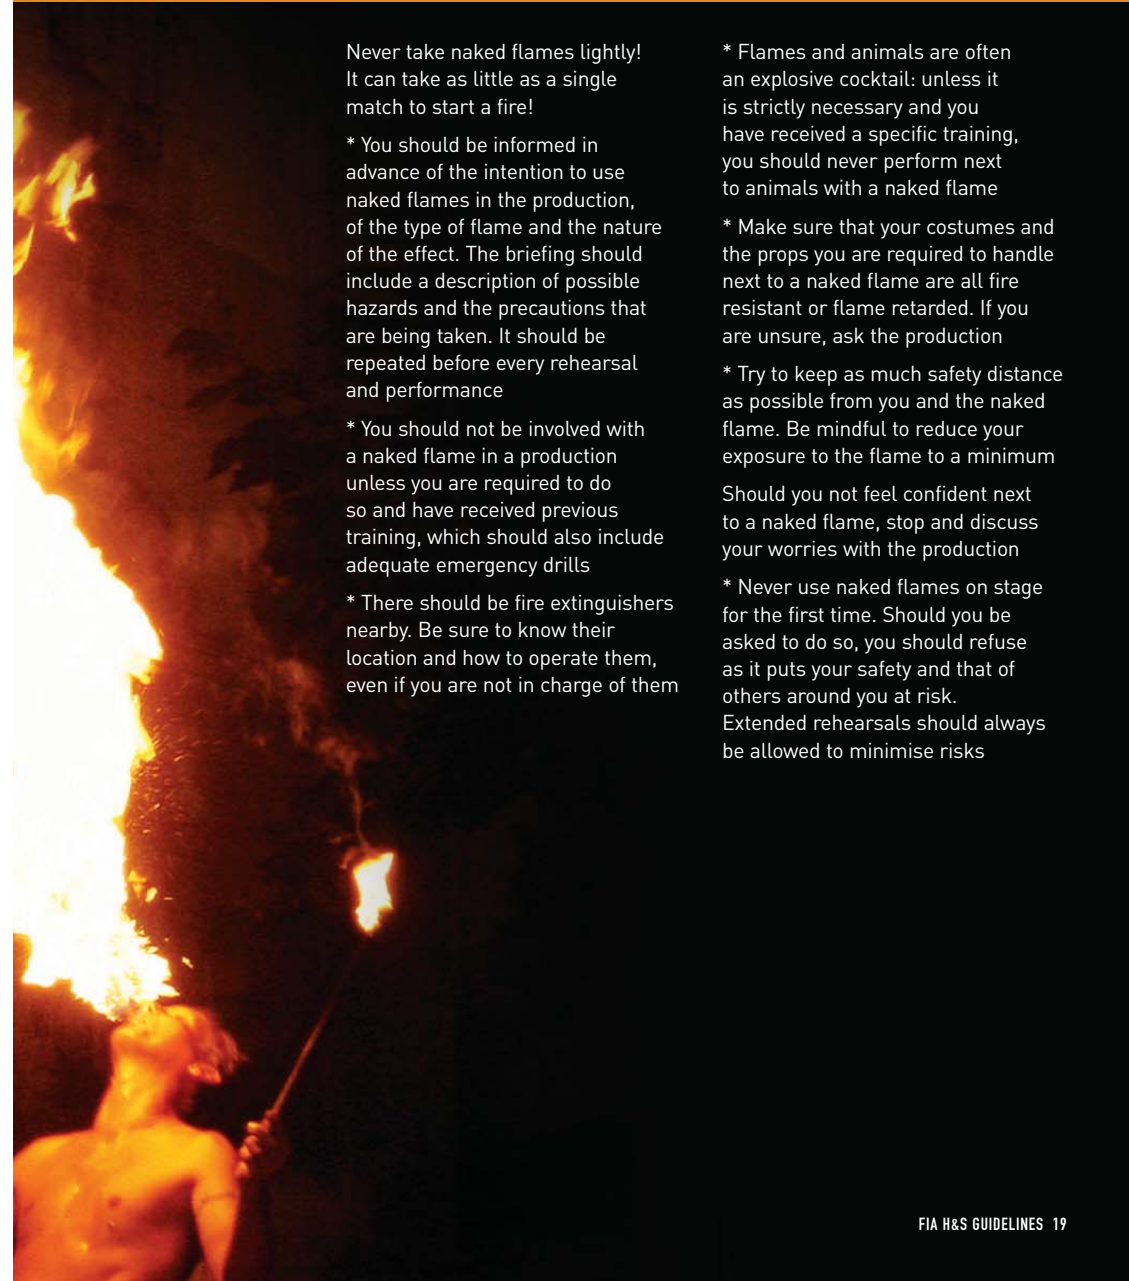 Never take naked flames lightly!
It can take as little as a single
match to start a fire!
* You should be informed in
advance of the intention to use
naked flames in the production,
of the type of flame and the nature
of the effect. The briefing should
include a description of possible
hazards and the precautions that
are being taken. It should be
repeated before every rehearsal
and performance
* You should not be involved with
a naked flame in a production
unless you are required to do
so and have received previous
training, which should also include
adequate emergency drills
* There should be fire extinguishers
nearby. Be sure to know their
location and how to operate them,
even if you are not in charge of them
* Flames and animals are often
an explosive cocktail: unless it
is strictly necessary and you
have received a specific training,
you should never perform next
to animals with a naked flame
* Make sure that your costumes and
the props you are required to handle
next to a naked flame are all fire
resistant or flame retarded. If you
are unsure, ask the production
* Try to keep as much safety distance
as possible from you and the naked
flame. Be mindful to reduce your
exposure to the flame to a minimum
Should you not feel confident next
to a naked flame, stop and discuss
your worries with the production
* Never use naked flames on stage
for the first time. Should you be
asked to do so, you should refuse
as it puts your safety and that of
others around you at risk.
Extended rehearsals should always
be allowed to minimise risks
FIA H&S GUIDELINES 19